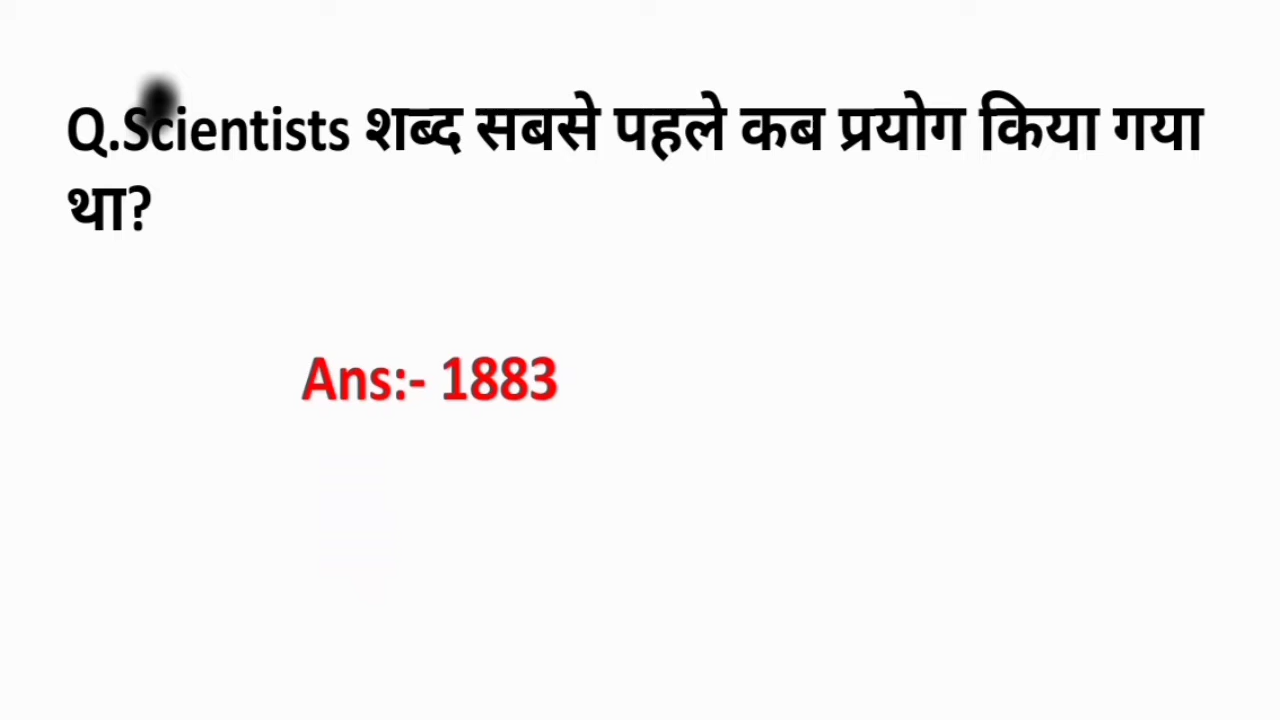 Q.Scientists शब्द सबसे पहले कब प्रयोग किया गया
था?
Ans:- 1883